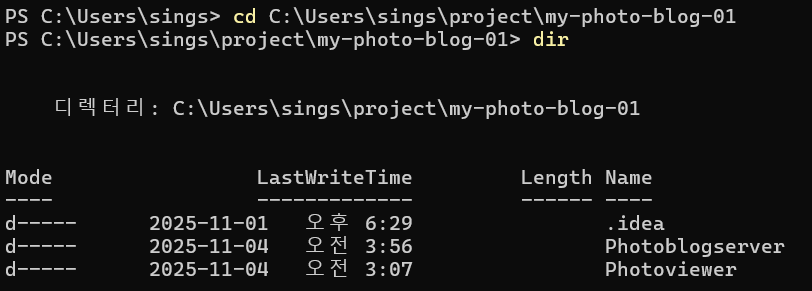 PS C:\Users\sings> cd C:\Users\sings\project\my-photo-blog-01
PS C:\Users\sings\project\my-photo-blog-01> dir
디렉터리: C:\Users\sings\project\my-photo-blog-01
Mode                 LastWriteTime         Length Name
----                 -------------         ------ ----
d-----        2025-11-01   오후 6:29                .idea
d-----        2025-11-04   오전 3:56                Photoblogserver
d-----        2025-11-04   오전 3:07                Photoviewer